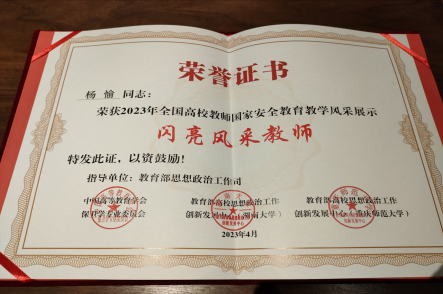 荣誉证书
杨愉 同志：
荣获2023年全国高校教师国家安全教育教学风采展示
闪亮风采教师
特发此证，以资鼓励！
指导单位：教育部思想政治工作司
中国高等教育学会 教育部高校思想政治工作 教育部高校思想政治工作
保卫学专业委员会 创新发展中心（湖南大学） 创新发展中心（重庆师范大学）
2023年4月